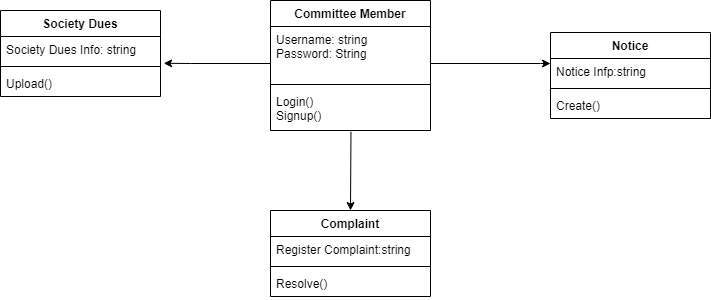 Society Dues
Society Dues Info: string
Upload()
Committee Member
Username: string
Password: String
Login()
Signup()
Notice
Notice Infp:string
Create()
Complaint
Register Complaint:string
Resolve()